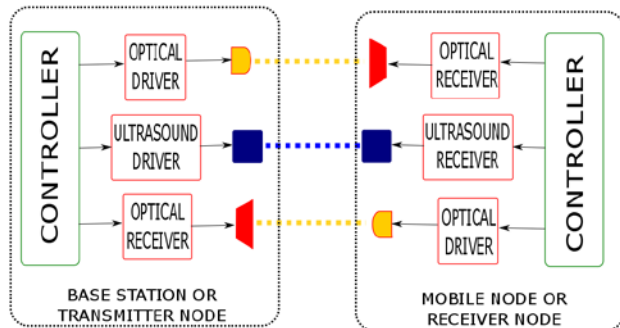 CONTROLLER
OPTICAL
DRIVER
ULTRASOUND
DRIVER
OPTICAL
RECEIVER
BASE STATION OR
TRANSMITTER NODE
OPTICAL
RECEIVER
ULTRASOUND
RECEIVER
OPTICAL
DRIVER
CONTROLLER
MOBILE NODE OR
RECEIVER NODE